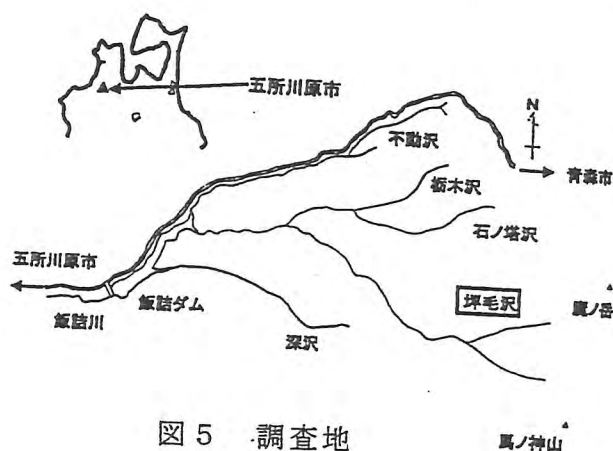 五所川原市
N
不動沢
青森市
栃木沢
石ノ塔沢
五所川原市
飯詰ダム
飯詰川
坪毛沢
鷹ノ岳
深沢
図5 調査地
馬ノ神山